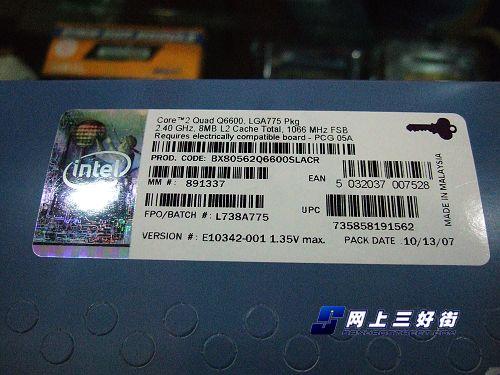 Core™2 Quad Q6600, LGA775 Pkg
2.40 GHz, 8MB L2 Cache Total, 1066 MHz FSB
Requires electrically compatible board - PCG 05A
PROD. CODE: BX80562Q6600SLACR
intel
MM #: 891337
EAN 5 032037 007528
MADE IN MALAYSIA
FPO/BATCH #: L738A775
UPC 735858191562
VERSION #: E10342-001 1.35V max.
PACK DATE 10/13/07
网上三好街